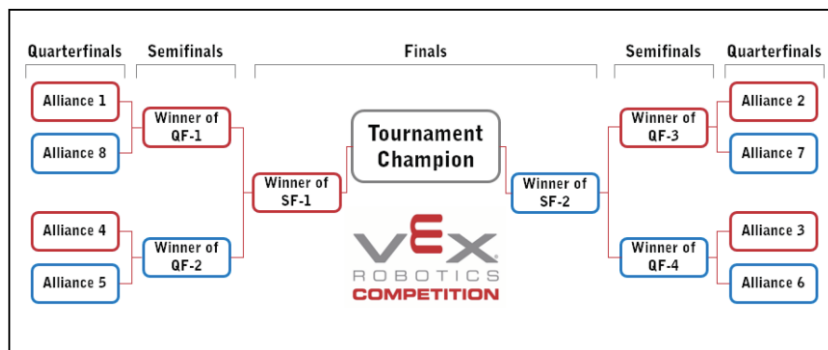 Quarterfinals Semifinals Finals Semifinals Quarterfinals
Alliance 1
Alliance 8
Alliance 4
Alliance 5
Winner of
QF-1
Winner of
QF-2
Winner of
SF-1
Tournament
Champion
VEX
ROBOTICS
COMPETITION
Winner of
SF-2
Winner of
QF-3
Winner of
QF-4
Alliance 2
Alliance 7
Alliance 3
Alliance 6